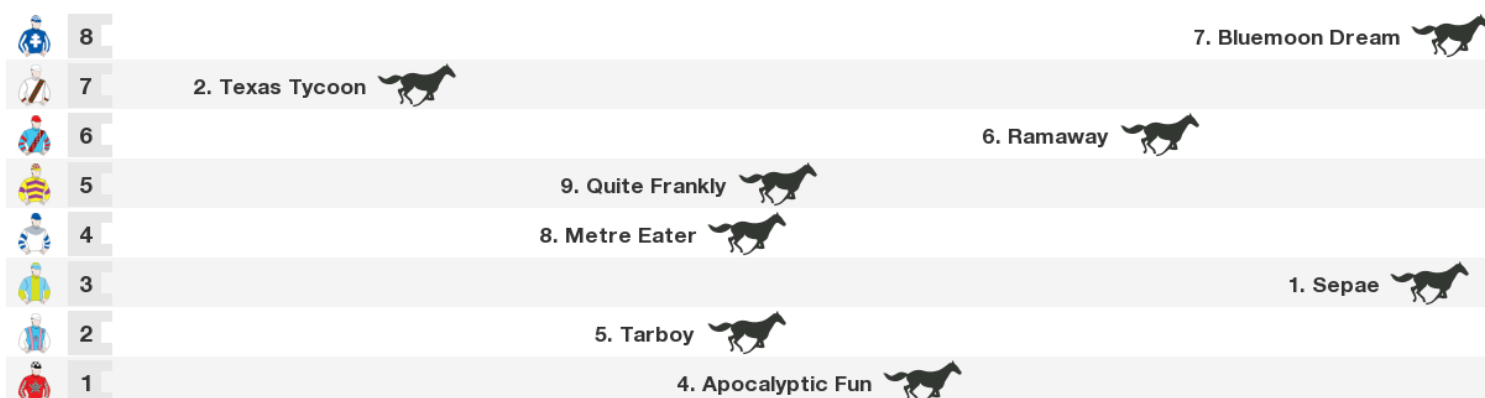 8 7. Bluemoon Dream
7 2. Texas Tycoon
6 6. Ramaway
5 9. Quite Frankly
4 8. Metre Eater
3 1. Sepae
2 5. Tarboy
1 4. Apocalyptic Fun